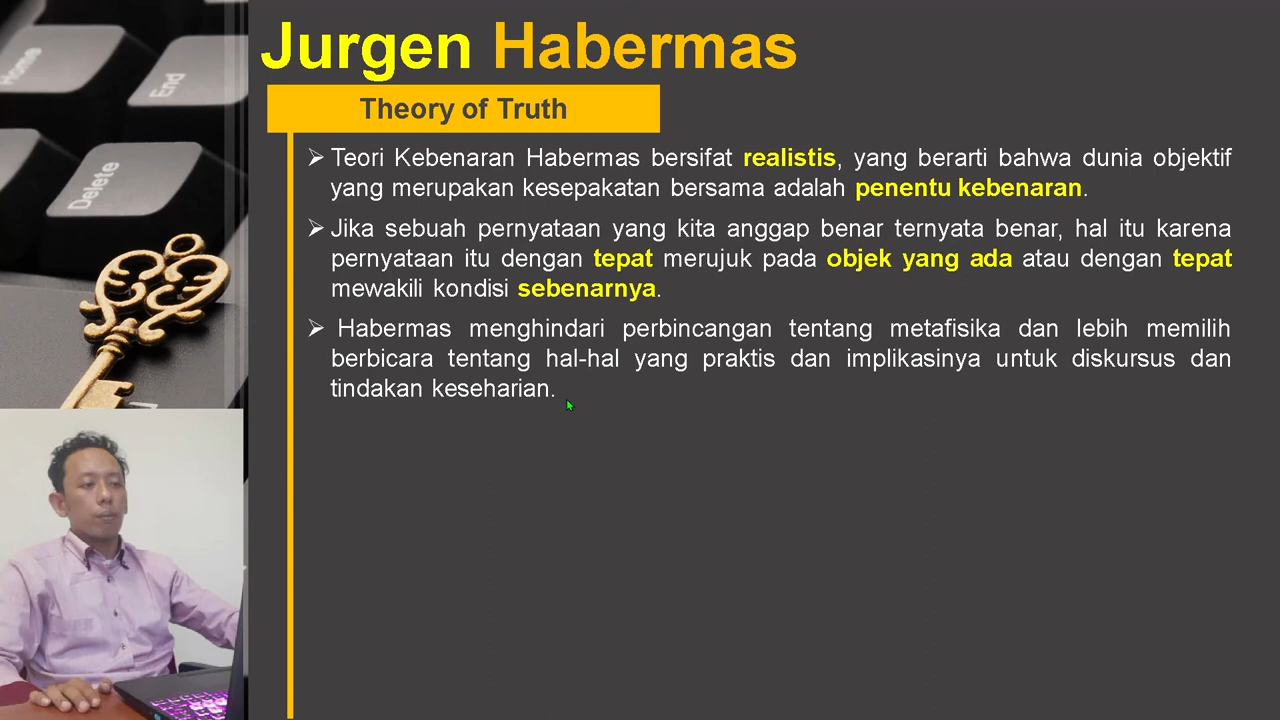 Jurgen Habermas
Theory of Truth
➢ Teori Kebenaran Habermas bersifat realistis, yang berarti bahwa dunia objektif
yang merupakan kesepakatan bersama adalah penentu kebenaran.
➢ Jika sebuah pernyataan yang kita anggap benar ternyata benar, hal itu karena
pernyataan itu dengan tepat merujuk pada objek yang ada atau dengan tepat
mewakili kondisi sebenarnya.
➢ Habermas menghindari perbincangan tentang metafisika dan lebih memilih
berbicara tentang hal-hal yang praktis dan implikasinya untuk diskursus dan
tindakan keseharian.
Home
End
Delete